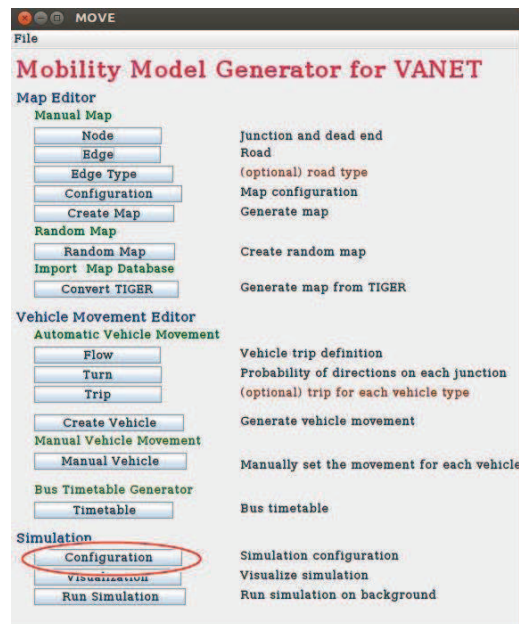 MOVE
File
Mobility Model Generator for VANET
Map Editor
Manual Map
Node Junction and dead end
Edge Road
Edge Type (optional) road type
Configuration Map configuration
Create Map Generate map
Random Map
Random Map Create random map
Import Map Database
Convert TIGER Generate map from TIGER
Vehicle Movement Editor
Automatic Vehicle Movement
Flow Vehicle trip definition
Turn Probability of directions on each junction
Trip (optional) trip for each vehicle type
Create Vehicle Generate vehicle movement
Manual Vehicle Movement
Manual Vehicle Manually set the movement for each vehicle
Bus Timetable Generator
Timetable Bus timetable
Simulation
Configuration Simulation configuration
Visualization Visualize simulation
Run Simulation Run simulation on background